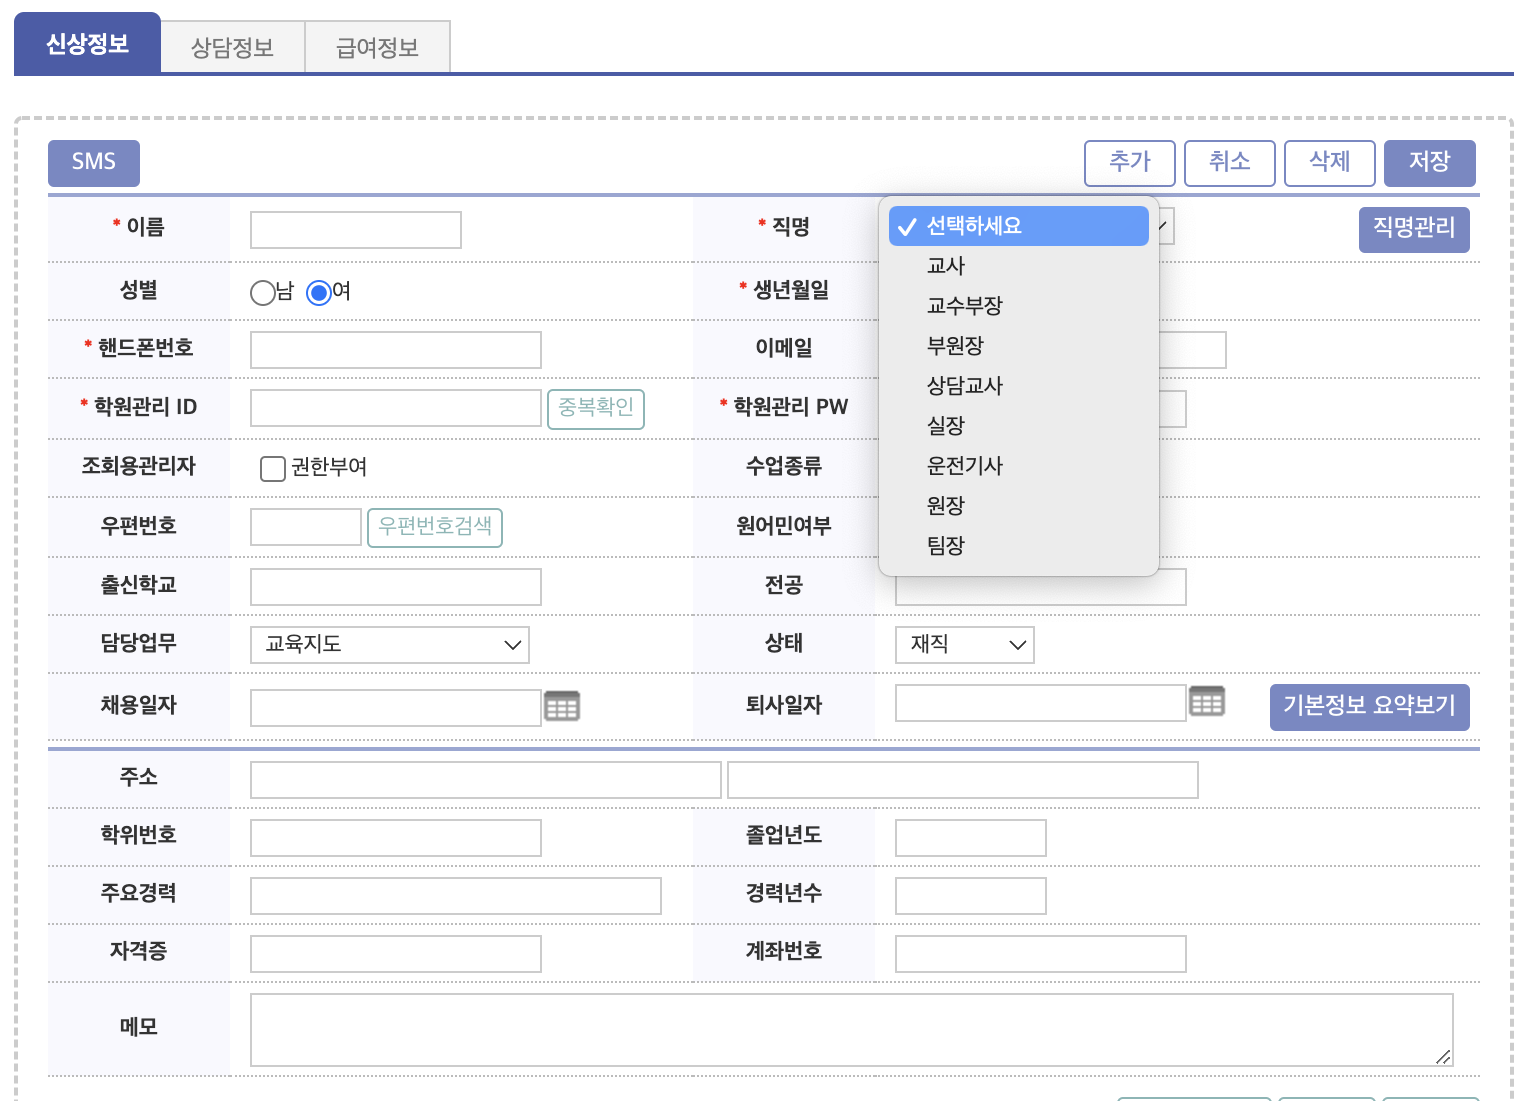 신상정보 상담정보 급여정보
SMS 추가 취소 삭제 저장
* 이름 * 직명 직명관리
선택하세요
교사
교수부장
부원장
상담교사
실장
운전기사
원장
팀장
성별 남 여 * 생년월일
* 핸드폰번호 이메일
* 학원관리 ID 중복확인 * 학원관리 PW
조회용관리자 권한부여 수업종류
우편번호 우편번호검색 원어민여부
출신학교 전공
담당업무 교육지도 상태 재직
채용일자 퇴사일자 기본정보 요약보기
주소
학위번호 졸업년도
주요경력 경력년수
자격증 계좌번호
메모